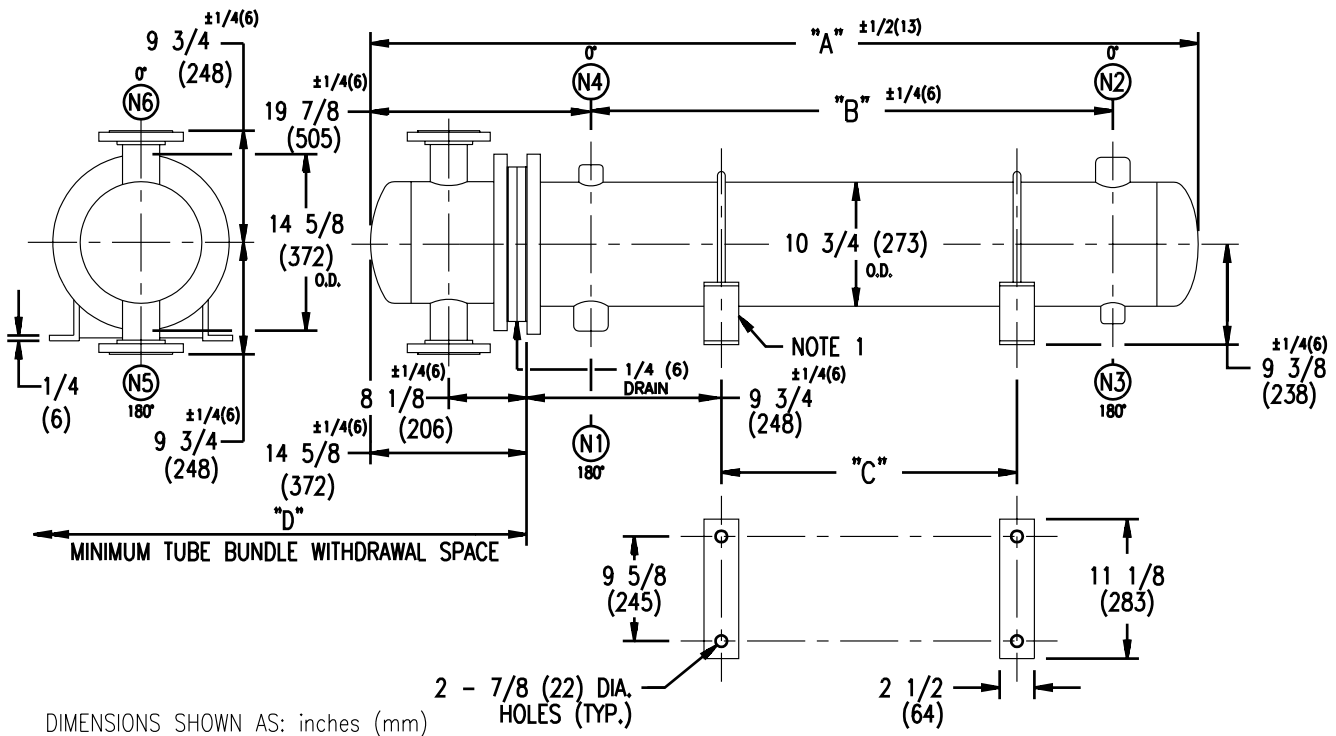 ±1/4(6)
9 3/4
(248)
0°
N6
±1/2(13)
"A"
0°
N4
0°
N2
±1/4(6)
19 7/8
(505)
"B" ±1/4(6)
14 5/8
(372)
O.D.
10 3/4 (273)
O.D.
NOTE 1
1/4
(6)
N5
180°
±1/4(6)
9 3/4
(248)
±1/4(6)
8 1/8
(206)
1/4 (6)
DRAIN
±1/4(6)
9 3/4
(248)
N3
180°
±1/4(6)
9 3/8
(238)
±1/4(6)
14 5/8
(372)
N1
180°
"C"
"D"
MINIMUM TUBE BUNDLE WITHDRAWAL SPACE
9 5/8
(245)
11 1/8
(283)
2 - 7/8 (22) DIA.
HOLES (TYP.)
2 1/2
(64)
DIMENSIONS SHOWN AS: inches (mm)